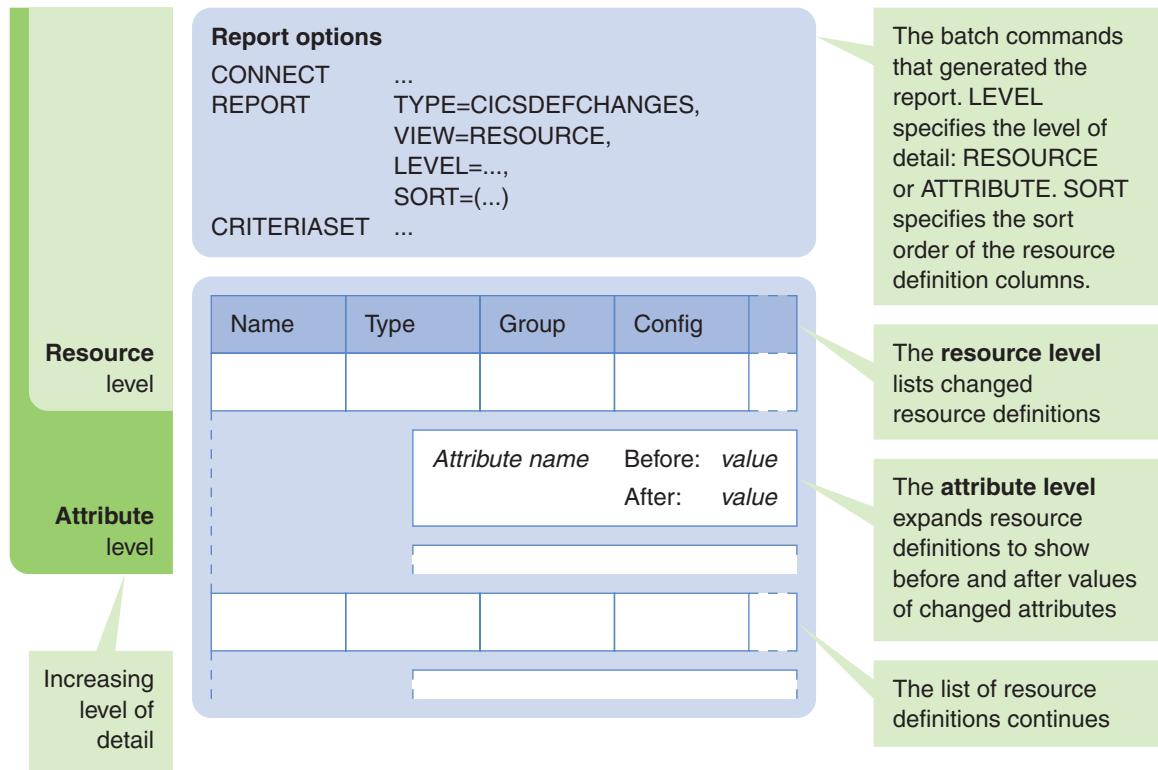 Report options
CONNECT ...
REPORT TYPE=CICSDEFCHANGES,
VIEW=RESOURCE,
LEVEL=...,
SORT=(...)
CRITERIASET ...
The batch commands
that generated the
report. LEVEL
specifies the level of
detail: RESOURCE
or ATTRIBUTE. SORT
specifies the sort
order of the resource
definition columns.
Name Type Group Config
Resource
level
The resource level
lists changed
resource definitions
Attribute name Before: value
After: value
Attribute
level
The attribute level
expands resource
definitions to show
before and after values
of changed attributes
Increasing
level of
detail
The list of resource
definitions continues